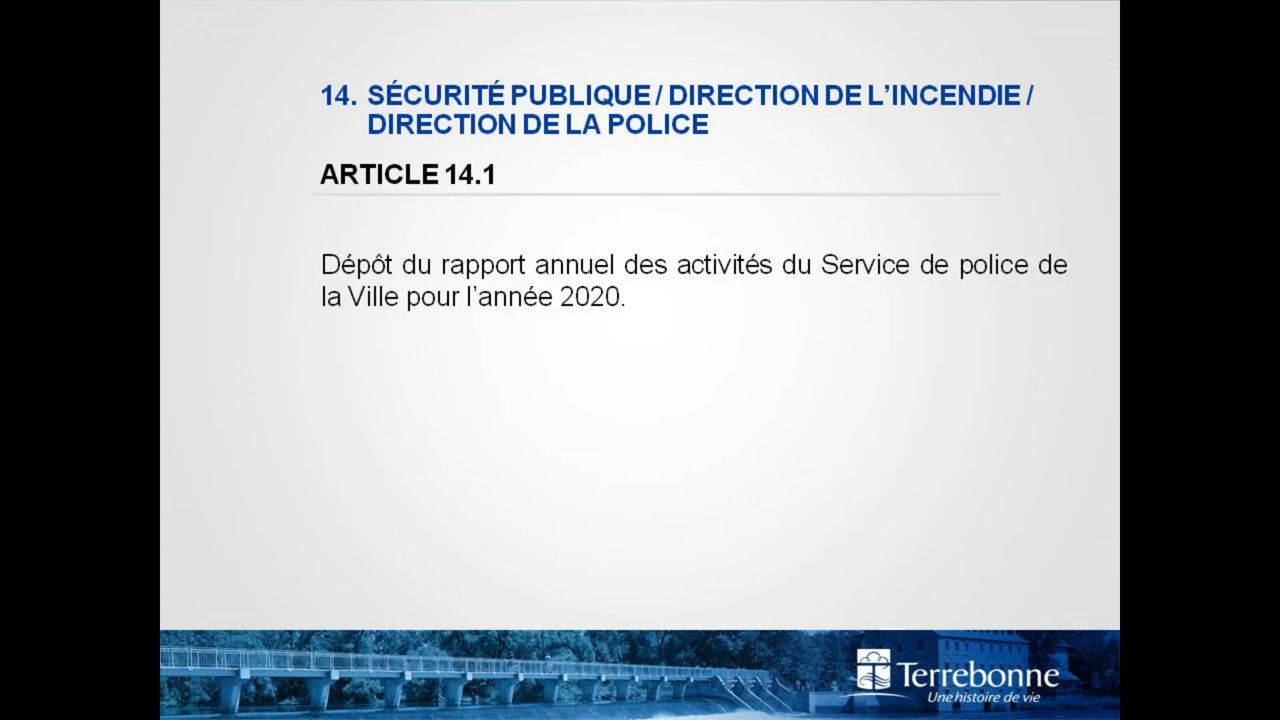 14. SÉCURITÉ PUBLIQUE / DIRECTION DE L’INCENDIE /
DIRECTION DE LA POLICE
ARTICLE 14.1
Dépôt du rapport annuel des activités du Service de police de
la Ville pour l’année 2020.
Terrebonne
Une histoire de vie